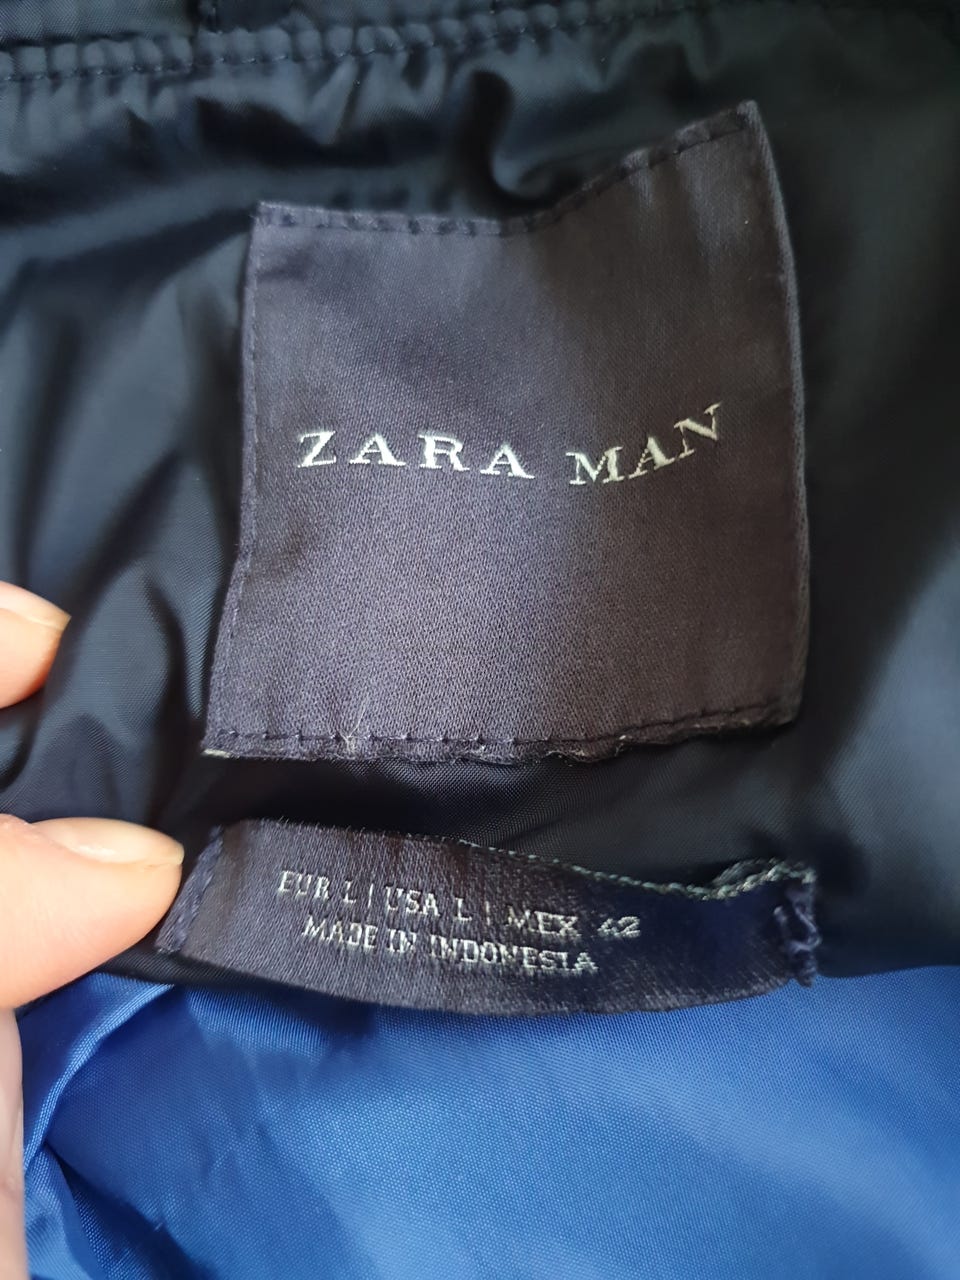 ZARA MAN
EUR L | USA L | MEX 42
MADE IN INDONESIA